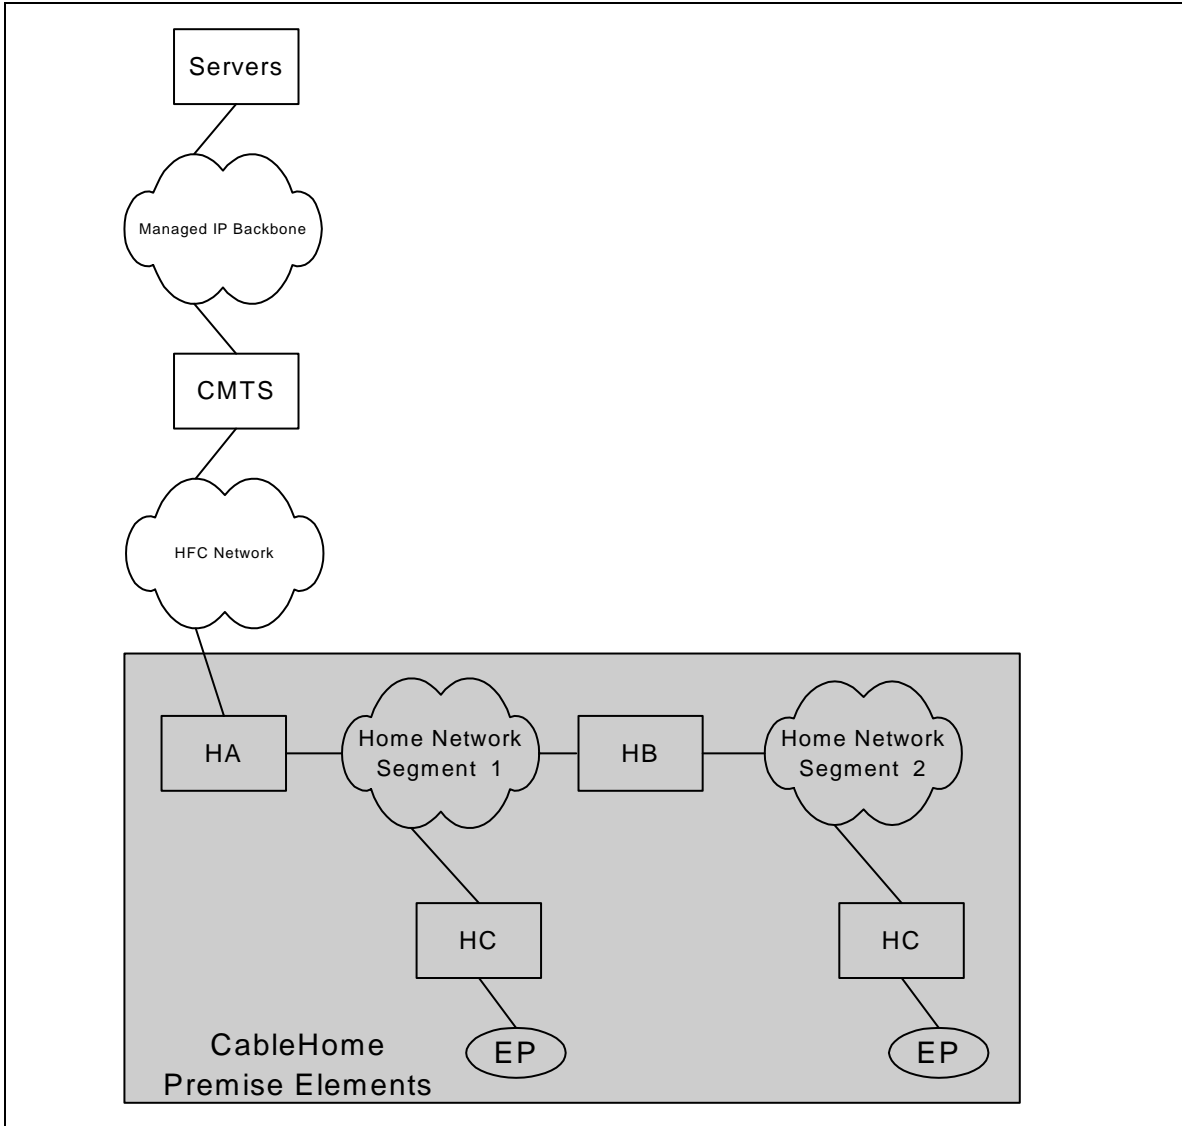 Servers
Managed IP Backbone
CMTS
HFC Network
HA
Home Network
Segment 1
HB
Home Network
Segment 2
HC
HC
EP
EP
CableHome
Premise Elements